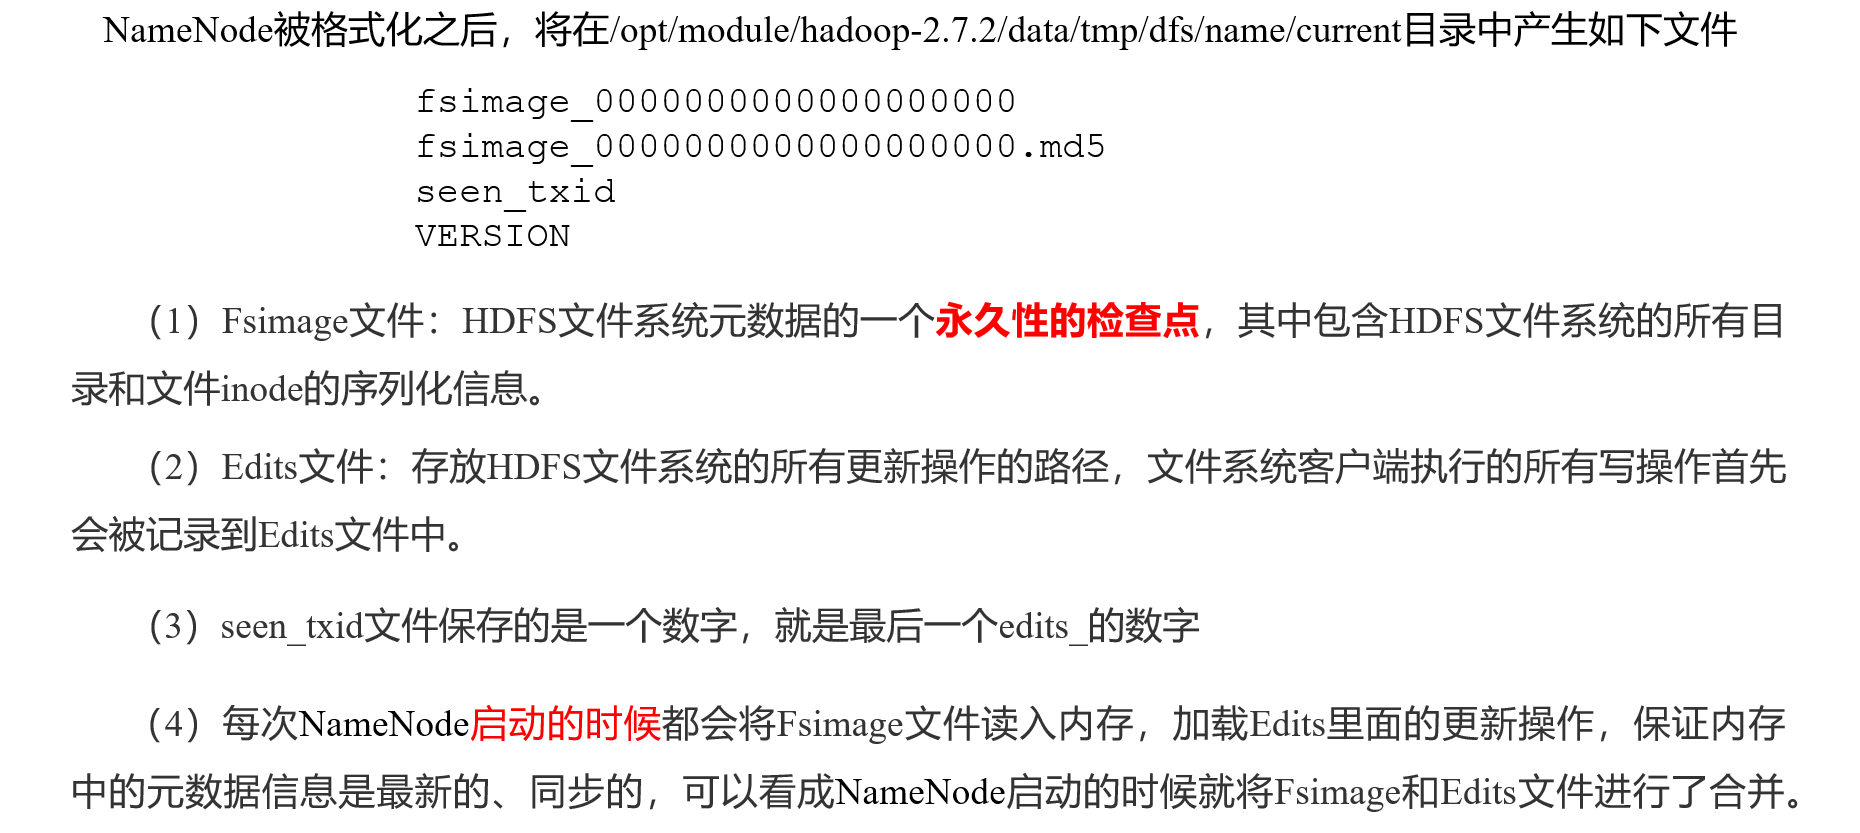 NameNode被格式化之后，将在/opt/module/hadoop-2.7.2/data/tmp/dfs/name/current目录中产生如下文件
fsimage_0000000000000000000
fsimage_0000000000000000000.md5
seen_txid
VERSION
（1）Fsimage文件：HDFS文件系统元数据的一个永久性的检查点，其中包含HDFS文件系统的所有目
录和文件inode的序列化信息。
（2）Edits文件：存放HDFS文件系统的所有更新操作的路径，文件系统客户端执行的所有写操作首先
会被记录到Edits文件中。
（3）seen_txid文件保存的是一个数字，就是最后一个edits_的数字
（4）每次NameNode启动的时候都会将Fsimage文件读入内存，加载Edits里面的更新操作，保证内存
中的元数据信息是最新的、同步的，可以看成NameNode启动的时候就将Fsimage和Edits文件进行了合并。